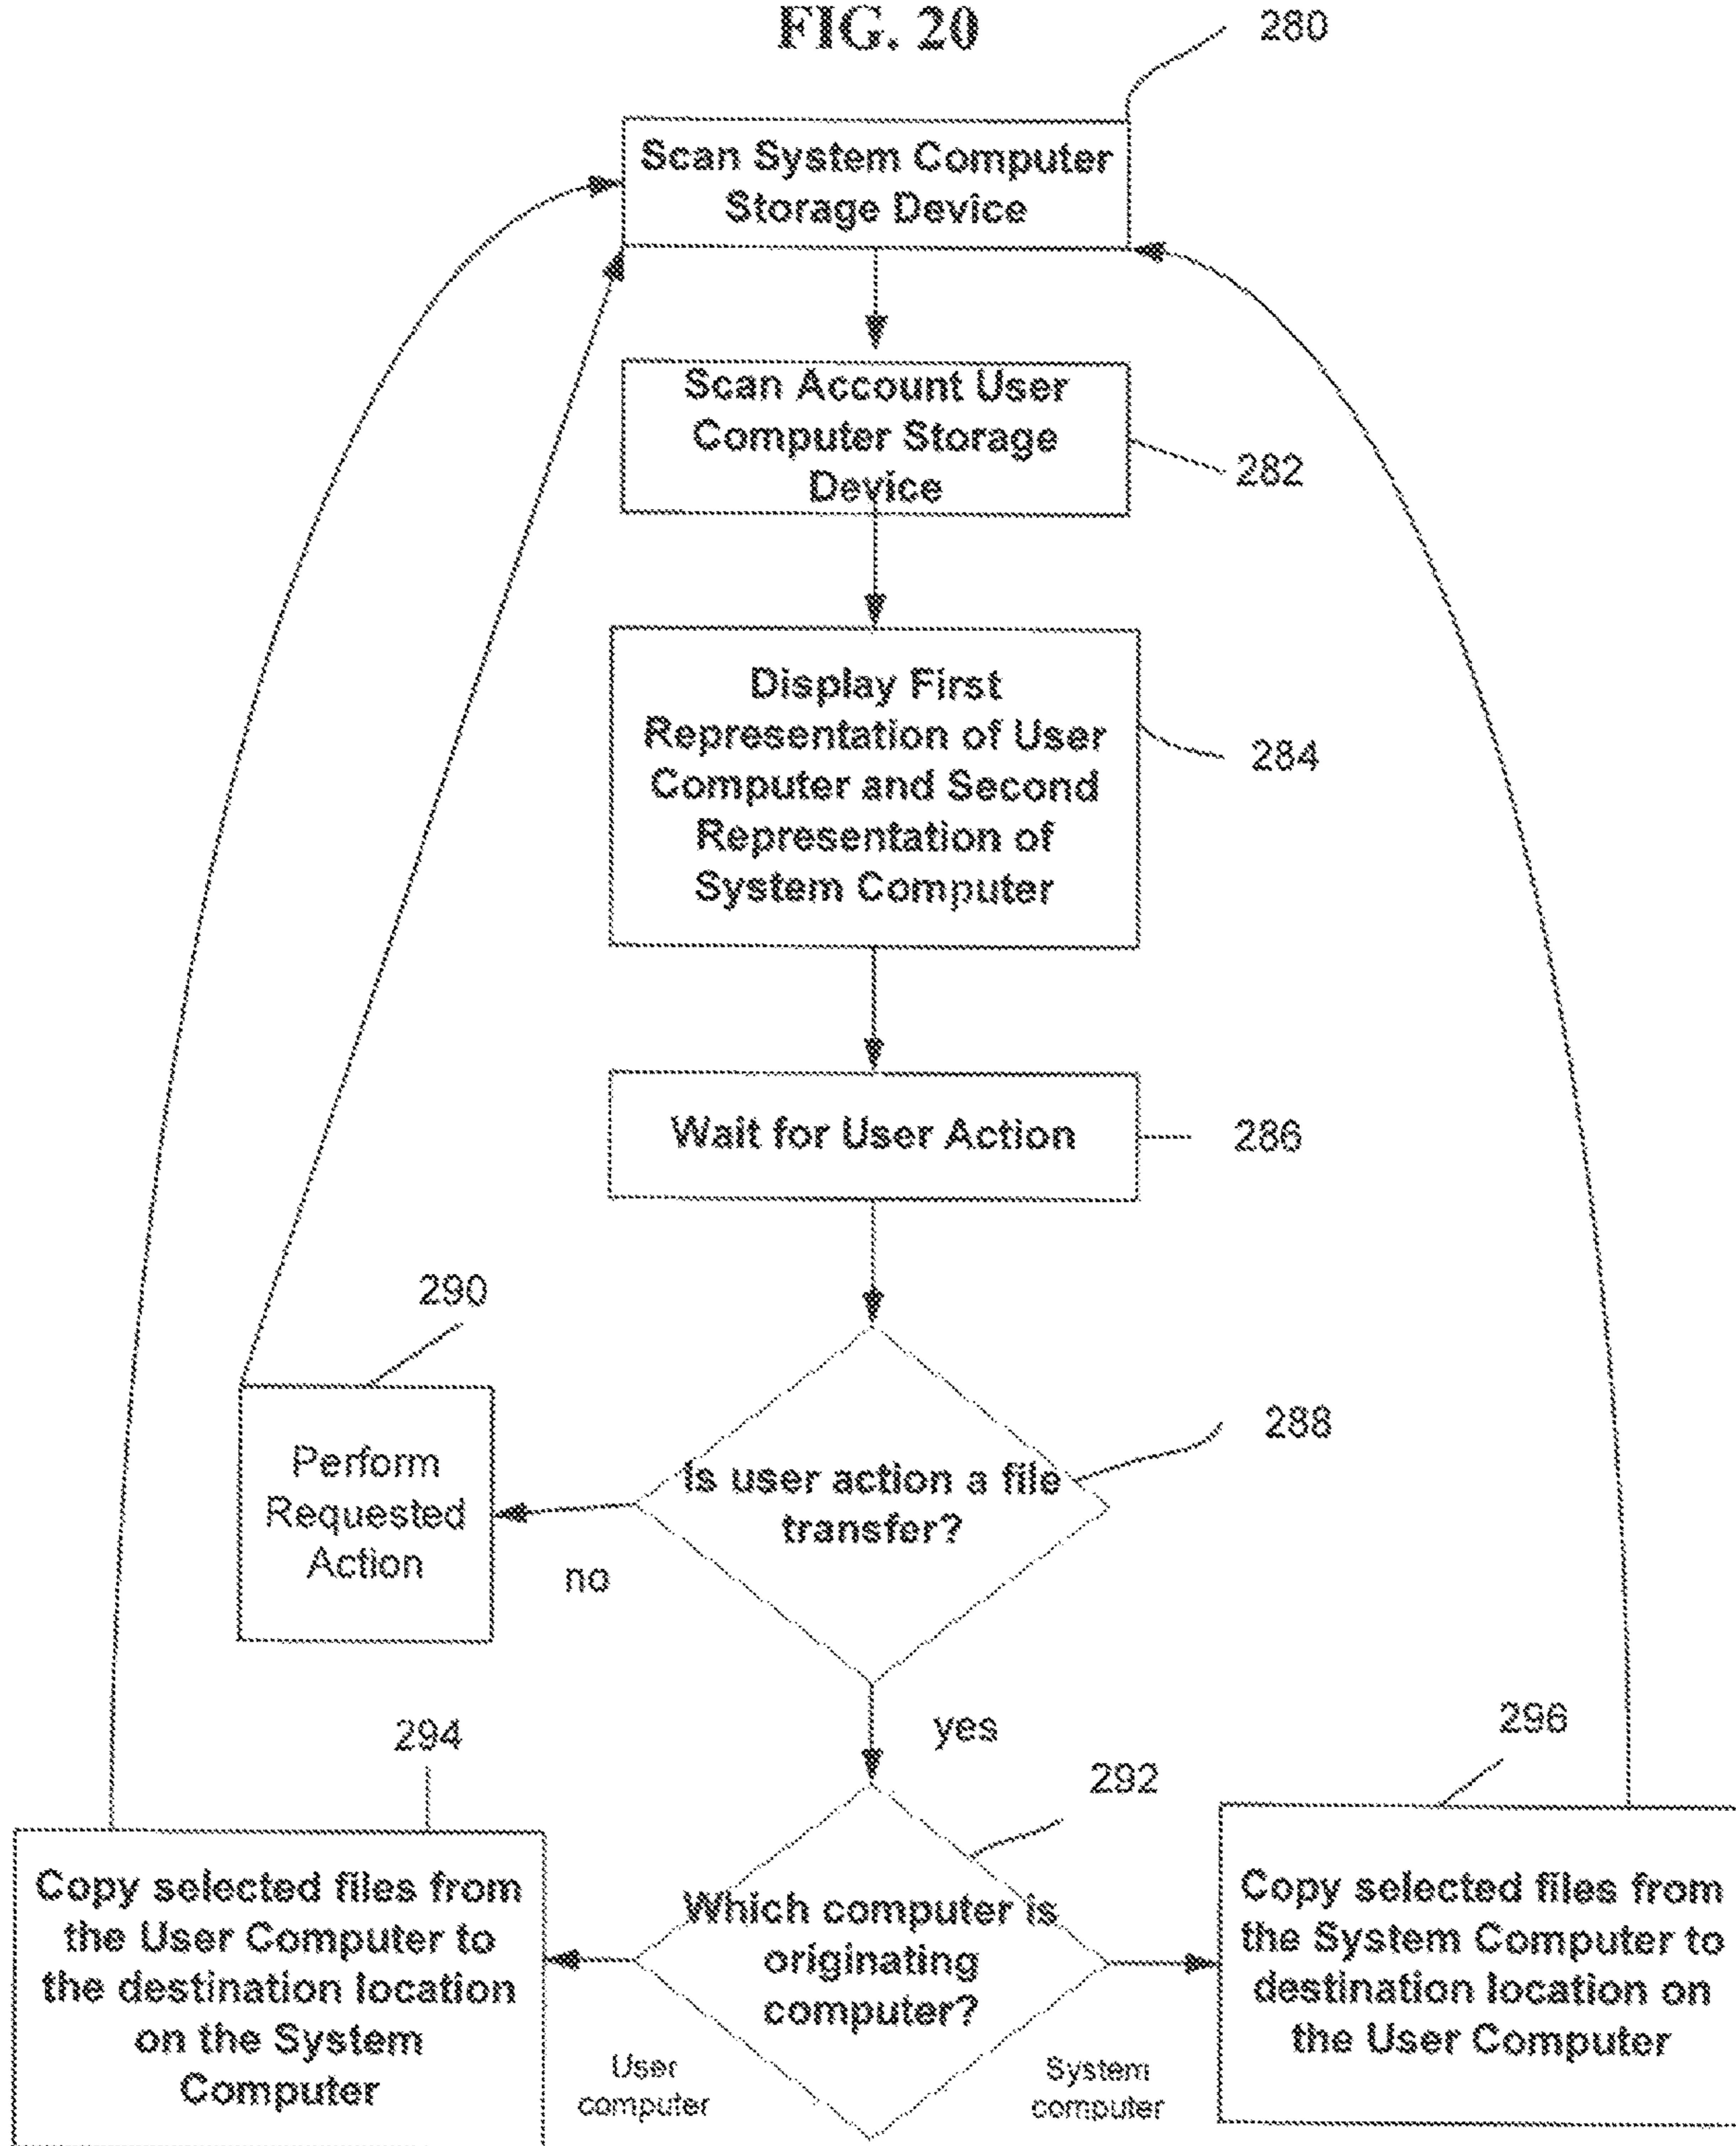 FIG. 20
280
Scan System Computer
Storage Device
Scan Account User
Computer Storage
Device
282
Display First
Representation of User
Computer and Second
Representation of
System Computer
284
Wait for User Action
286
290
Perform
Requested
Action
288
Is user action a file
transfer?
no
yes
294
292
296
Copy selected files from
the User Computer to
the destination location
on the System
Computer
Which computer is
originating
computer?
User
computer
System
computer
Copy selected files from
the System Computer to
destination location on
the User Computer